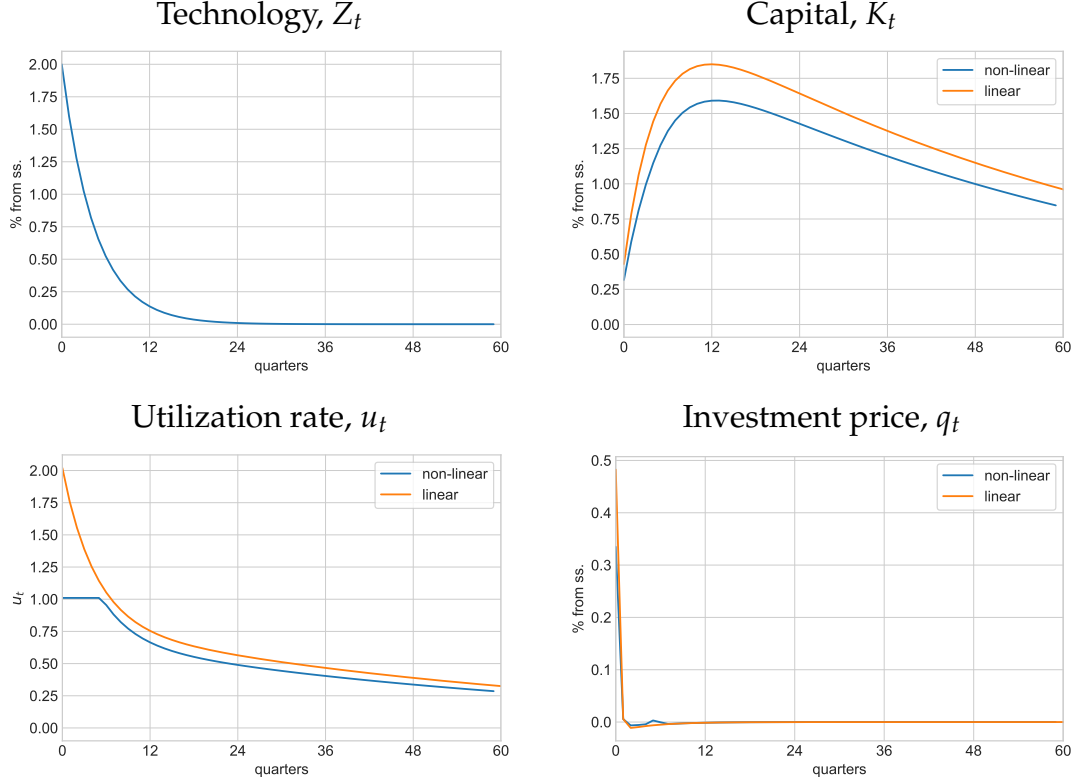 Technology, Z_t
2.00
1.75
1.50
1.25
1.00
0.75
0.50
0.25
0.00
% from ss.
0 12 24 36 48 60
quarters
Capital, K_t
1.75
1.50
1.25
1.00
0.75
0.50
0.25
0.00
% from ss.
non-linear
linear
0 12 24 36 48 60
quarters
Utilization rate, u_t
2.00
1.75
1.50
1.25
1.00
0.75
0.50
0.25
0.00
u_t
non-linear
linear
0 12 24 36 48 60
quarters
Investment price, q_t
0.5
0.4
0.3
0.2
0.1
0.0
% from ss.
non-linear
linear
0 12 24 36 48 60
quarters